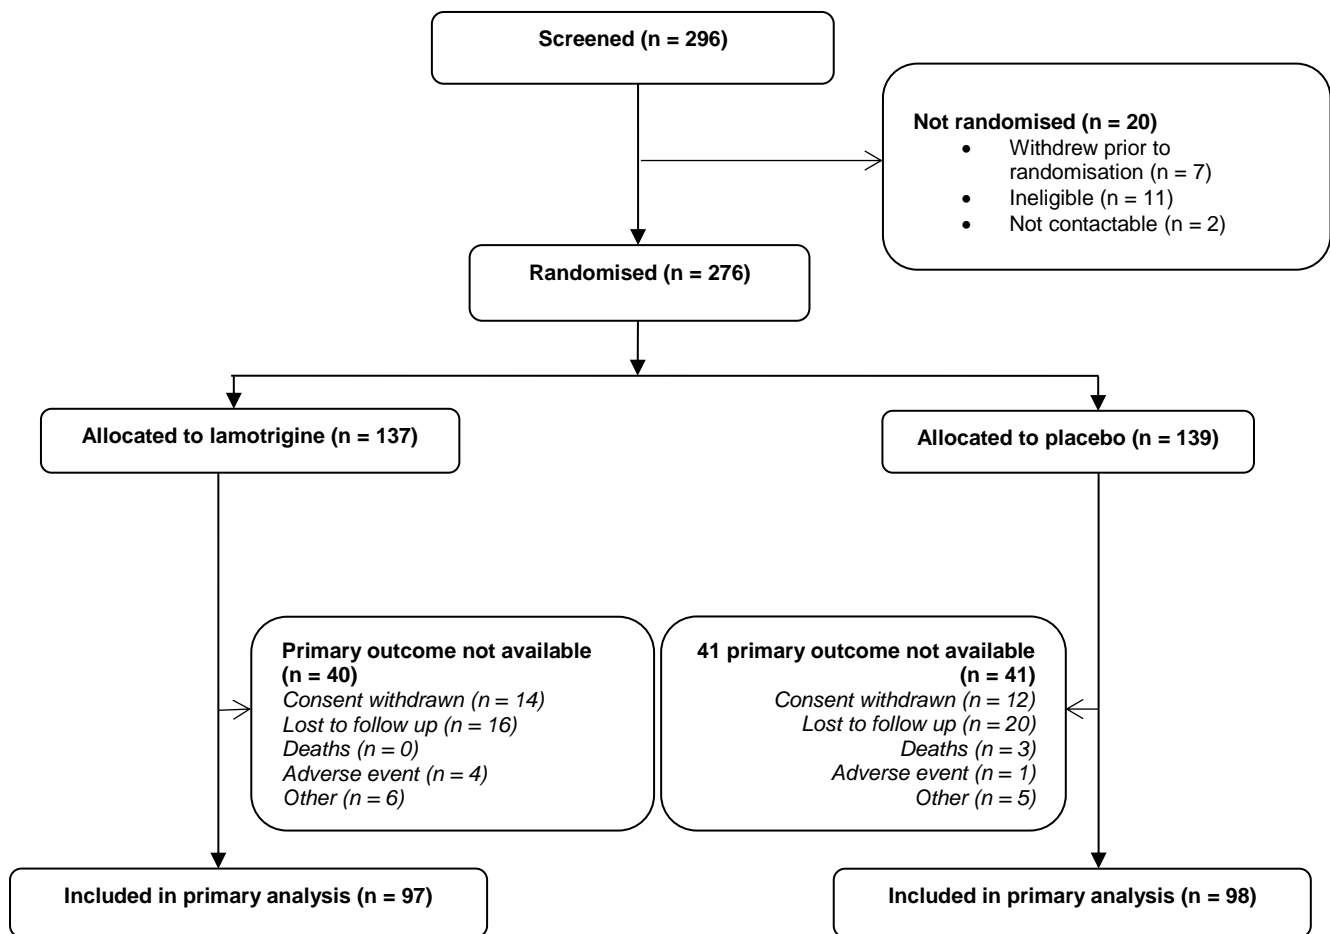 Screened (n = 296)
Not randomised (n = 20)
• Withdrew prior to
randomisation (n = 7)
• Ineligible (n = 11)
• Not contactable (n = 2)
Randomised (n = 276)
Allocated to lamotrigine (n = 137)
Allocated to placebo (n = 139)
Primary outcome not available
(n = 40)
Consent withdrawn (n = 14)
Lost to follow up (n = 16)
Deaths (n = 0)
Adverse event (n = 4)
Other (n = 6)
41 primary outcome not available
(n = 41)
Consent withdrawn (n = 12)
Lost to follow up (n = 20)
Deaths (n = 3)
Adverse event (n = 1)
Other (n = 5)
Included in primary analysis (n = 97)
Included in primary analysis (n = 98)